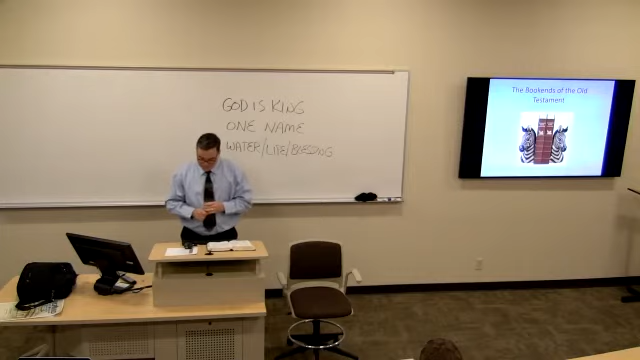 GOD IS KING
ONE NAME
WATER/LIFE/BLESSING
The Bookends of the Old
Testament